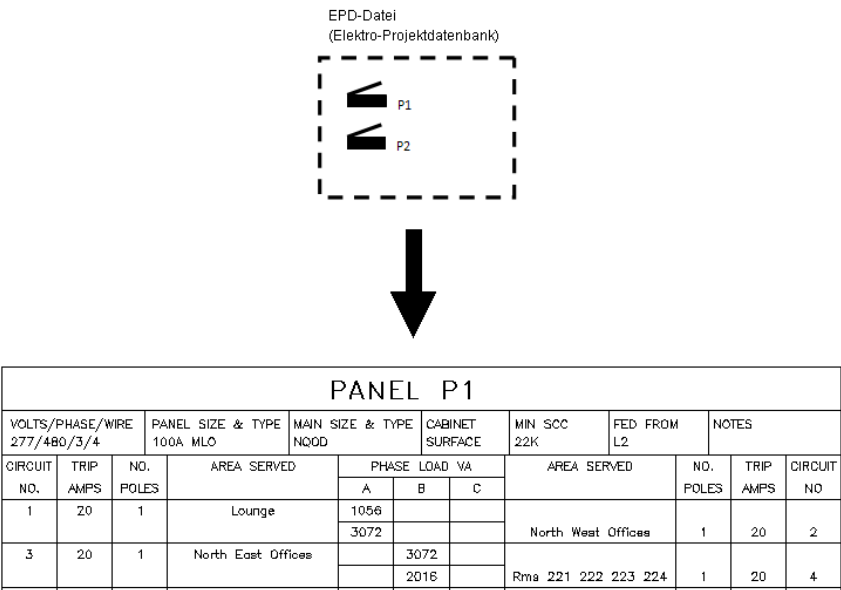 EPD-Datei
(Elektro-Projektdatenbank)
P1
P2
PANEL P1
VOLTS/PHASE/WIRE PANEL SIZE & TYPE MAIN SIZE & TYPE CABINET MIN SCC FED FROM NOTES
277/480/3/4 100A MLO NQOD SURFACE 22K L2
CIRCUIT TRIP NO. AREA SERVED PHASE LOAD VA AREA SERVED NO. TRIP CIRCUIT
NO. AMPS POLES A B C POLES AMPS NO
1 20 1 Lounge 1056
3072 North West Offices 1 20 2
3 20 1 North East Offices 3072
2016 Rms 221 222 223 224 1 20 4